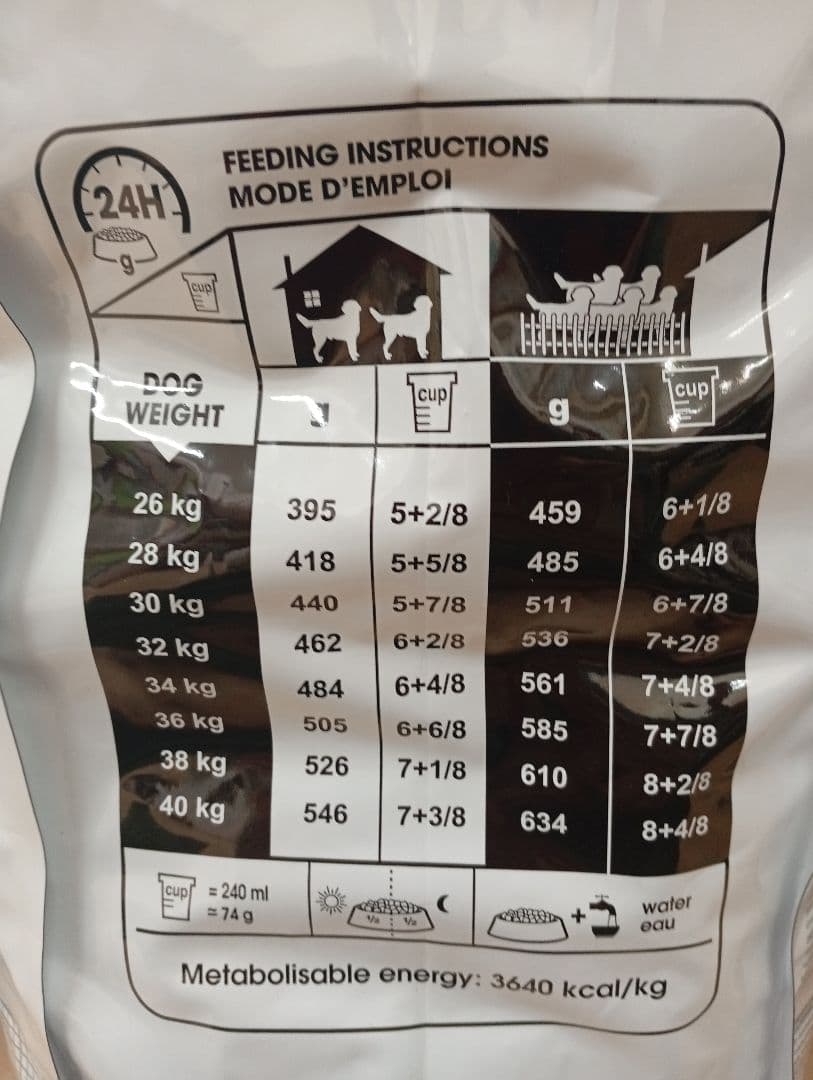 FEEDING INSTRUCTIONS
MODE D'EMPLOI
24H
g
cup
DOG
WEIGHT
g cup g cup
26 kg 395 5+2/8 459 6+1/8
28 kg 418 5+5/8 485 6+4/8
30 kg 440 5+7/8 511 6+7/8
32 kg 462 6+2/8 536 7+2/8
34 kg 484 6+4/8 561 7+4/8
36 kg 505 6+6/8 585 7+7/8
38 kg 526 7+1/8 610 8+2/8
40 kg 546 7+3/8 634 8+4/8
cup = 240 ml
= 74 g
1/2 1/2
+ water
eau
Metabolisable energy: 3640 kcal/kg